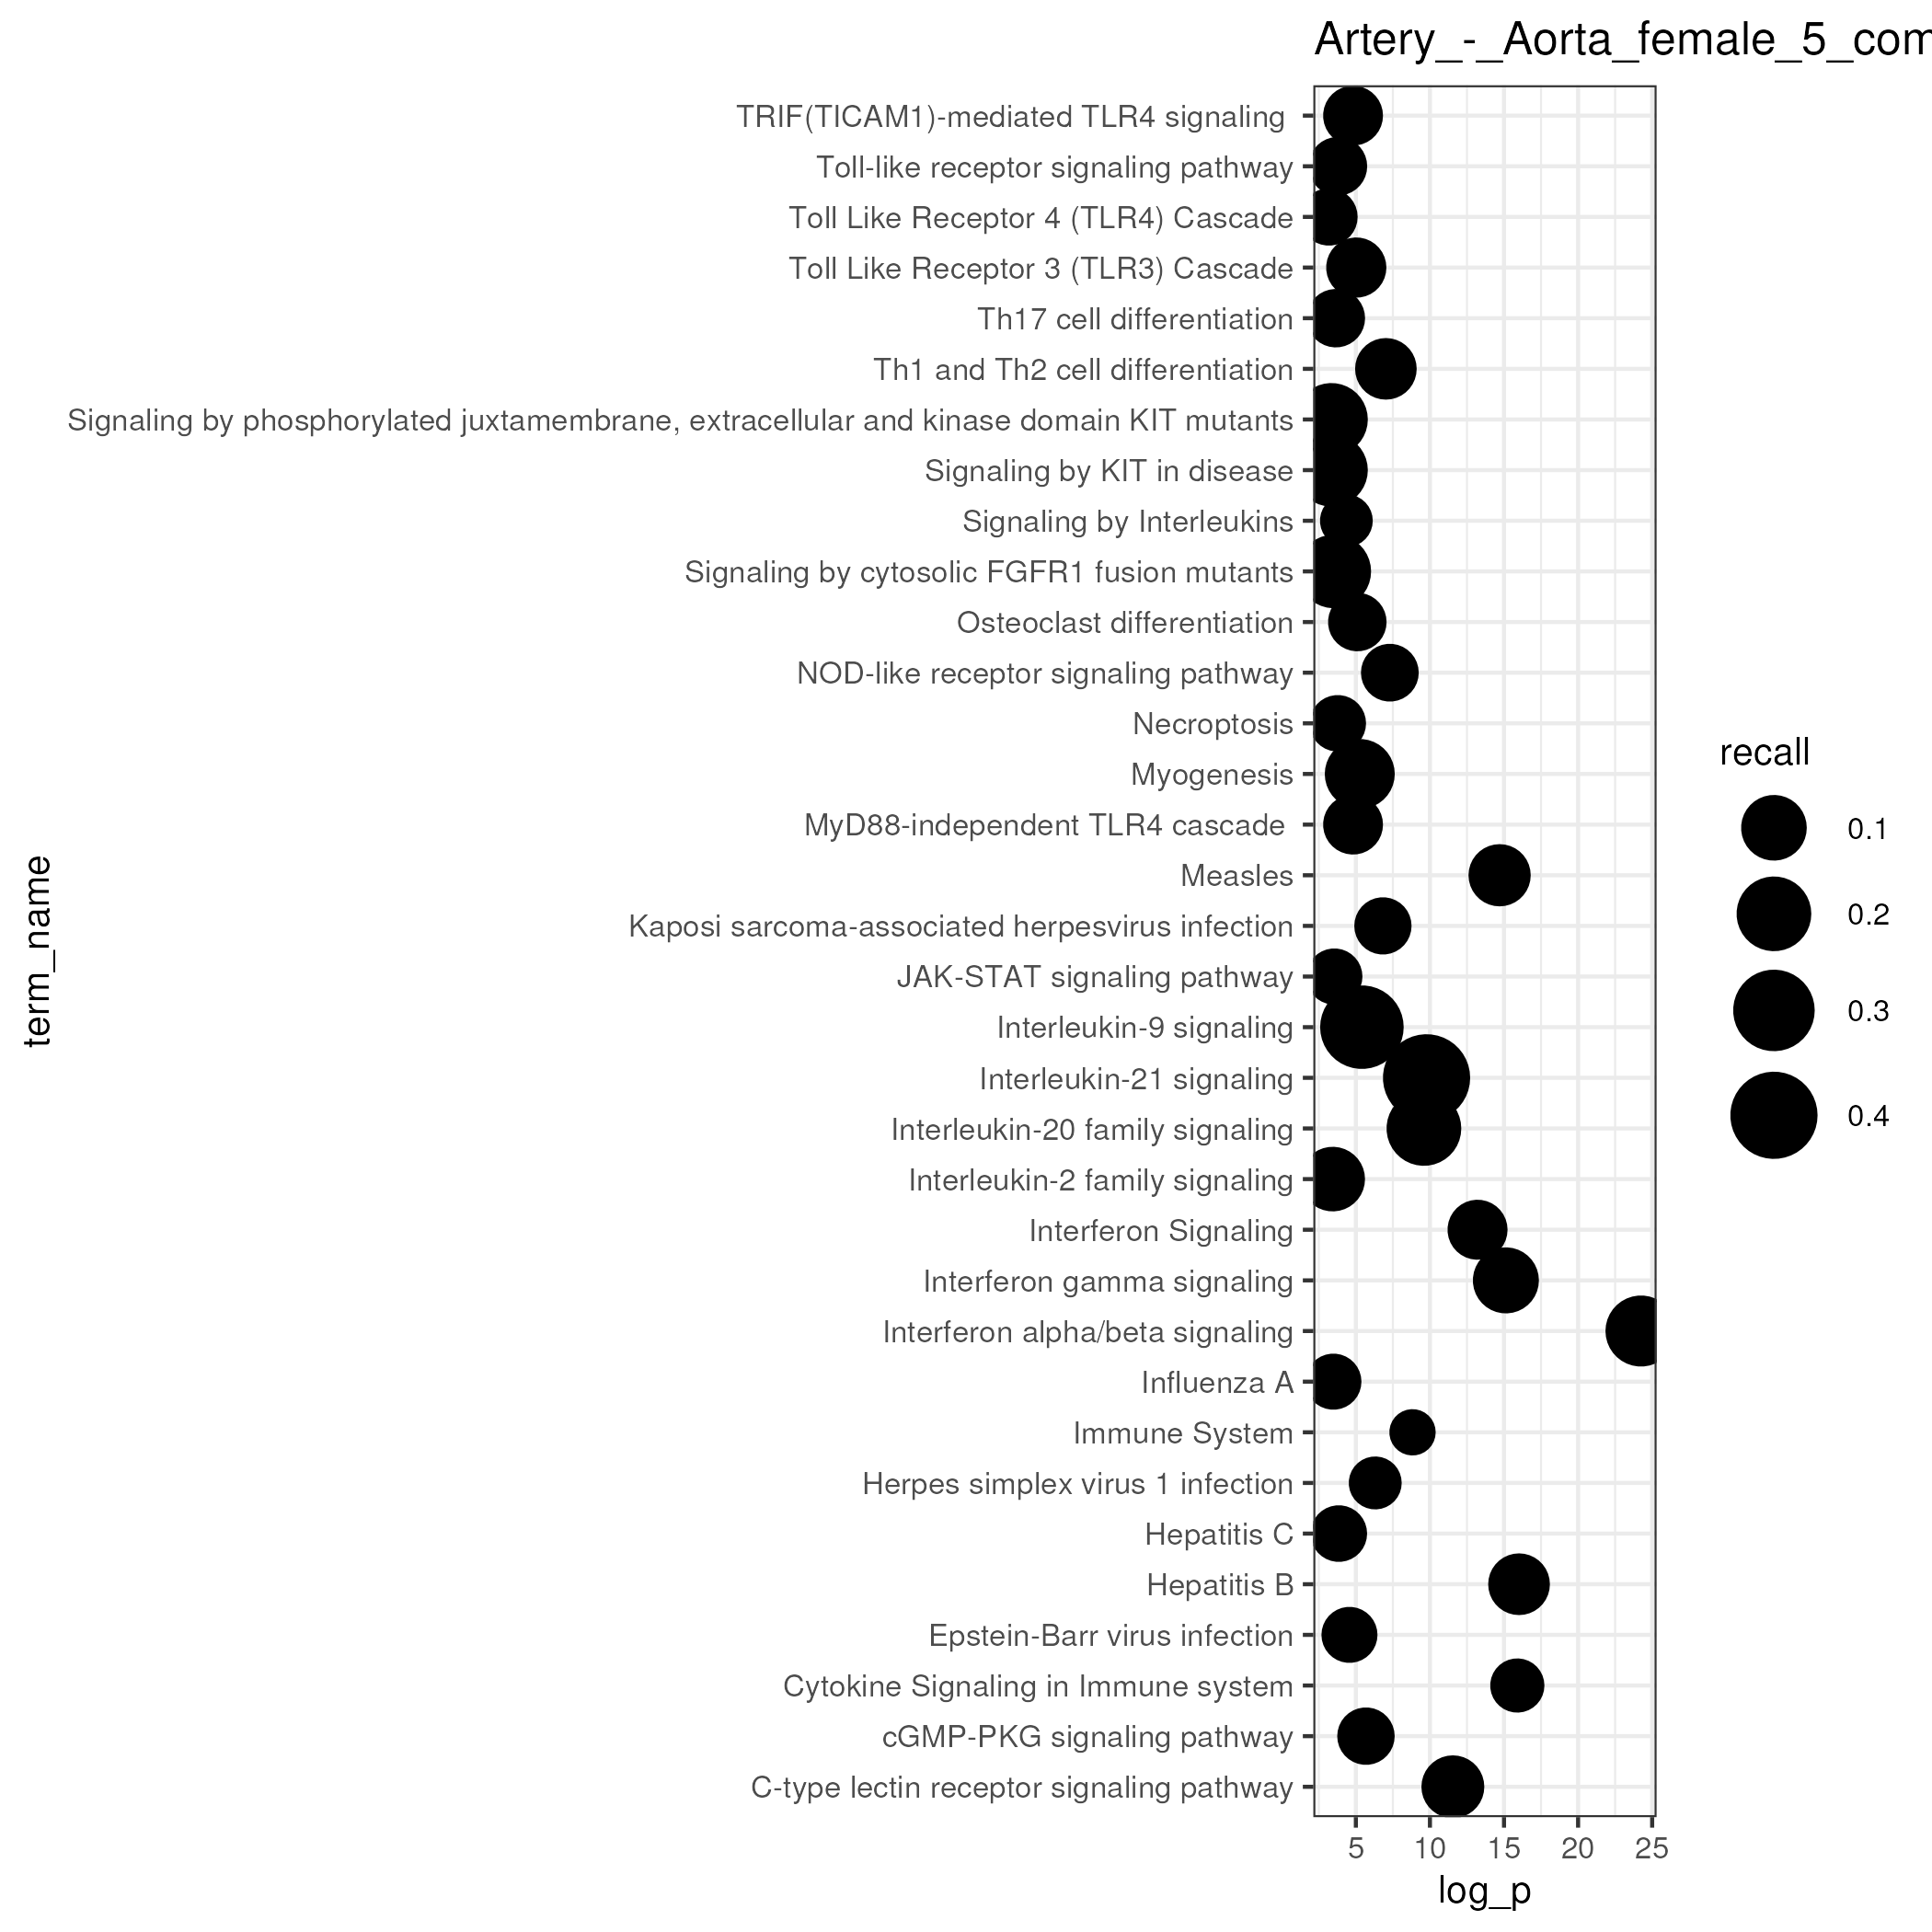 Artery_-_Aorta_female_5_com
TRIF(TICAM1)-mediated TLR4 signaling
Toll-like receptor signaling pathway
Toll Like Receptor 4 (TLR4) Cascade
Toll Like Receptor 3 (TLR3) Cascade
Th17 cell differentiation
Th1 and Th2 cell differentiation
Signaling by phosphorylated juxtamembrane, extracellular and kinase domain KIT mutants
Signaling by KIT in disease
Signaling by Interleukins
Signaling by cytosolic FGFR1 fusion mutants
Osteoclast differentiation
NOD-like receptor signaling pathway
Necroptosis
Myogenesis
MyD88-independent TLR4 cascade
Measles
Kaposi sarcoma-associated herpesvirus infection
JAK-STAT signaling pathway
Interleukin-9 signaling
Interleukin-21 signaling
Interleukin-20 family signaling
Interleukin-2 family signaling
Interferon Signaling
Interferon gamma signaling
Interferon alpha/beta signaling
Influenza A
Immune System
Herpes simplex virus 1 infection
Hepatitis C
Hepatitis B
Epstein-Barr virus infection
Cytokine Signaling in Immune system
cGMP-PKG signaling pathway
C-type lectin receptor signaling pathway
term_name
5 10 15 20 25
log_p
recall
0.1
0.2
0.3
0.4